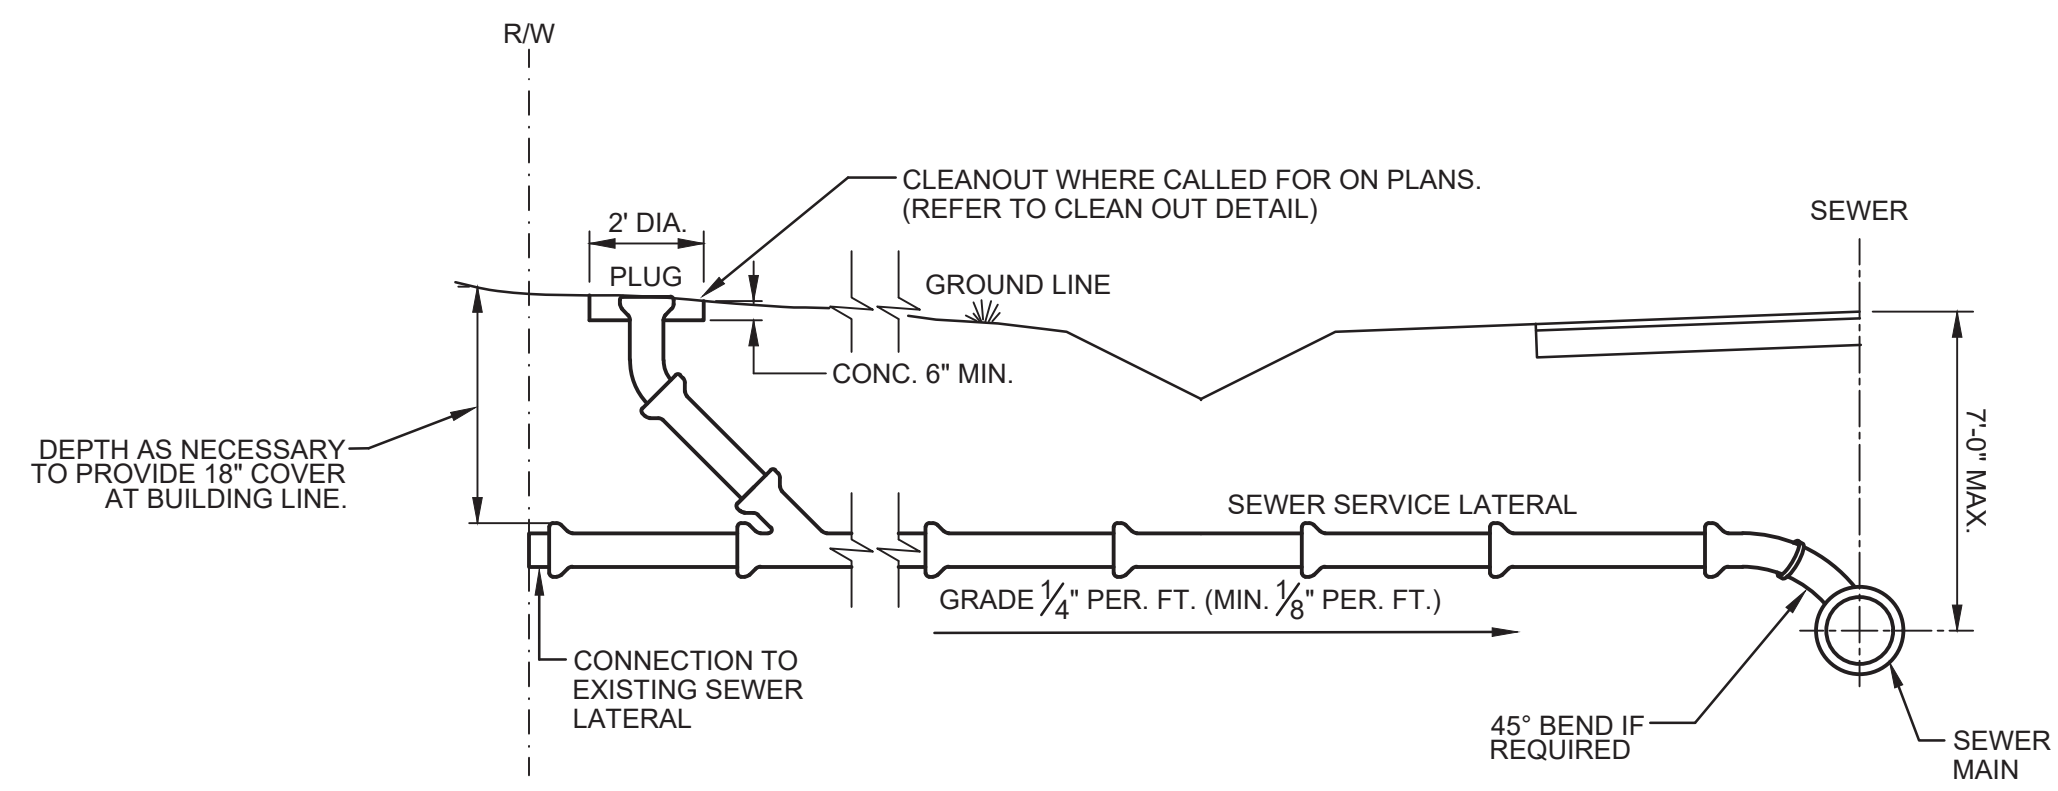 R/W
CLEANOUT WHERE CALLED FOR ON PLANS.
(REFER TO CLEAN OUT DETAIL)
2' DIA.
SEWER
PLUG
GROUND LINE
CONC. 6" MIN.
DEPTH AS NECESSARY
TO PROVIDE 18" COVER
AT BUILDING LINE.
7'-0" MAX.
SEWER SERVICE LATERAL
GRADE 1/4" PER. FT. (MIN. 1/8" PER. FT.)
CONNECTION TO
EXISTING SEWER
LATERAL
45° BEND IF
REQUIRED
SEWER
MAIN